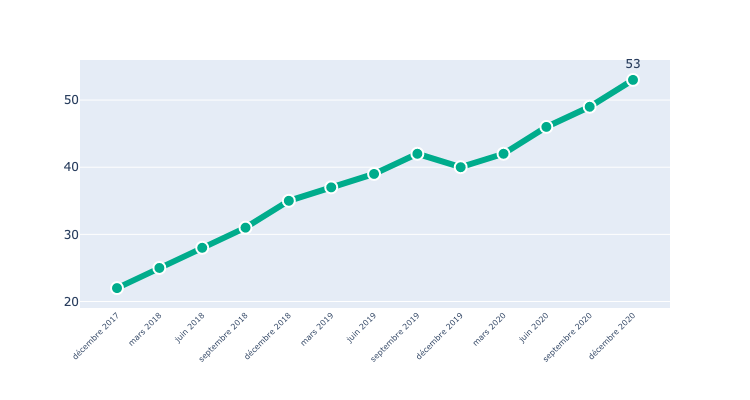 53
50
40
30
20
décembre 2017
mars 2018
juin 2018
septembre 2018
décembre 2018
mars 2019
juin 2019
septembre 2019
décembre 2019
mars 2020
juin 2020
septembre 2020
décembre 2020